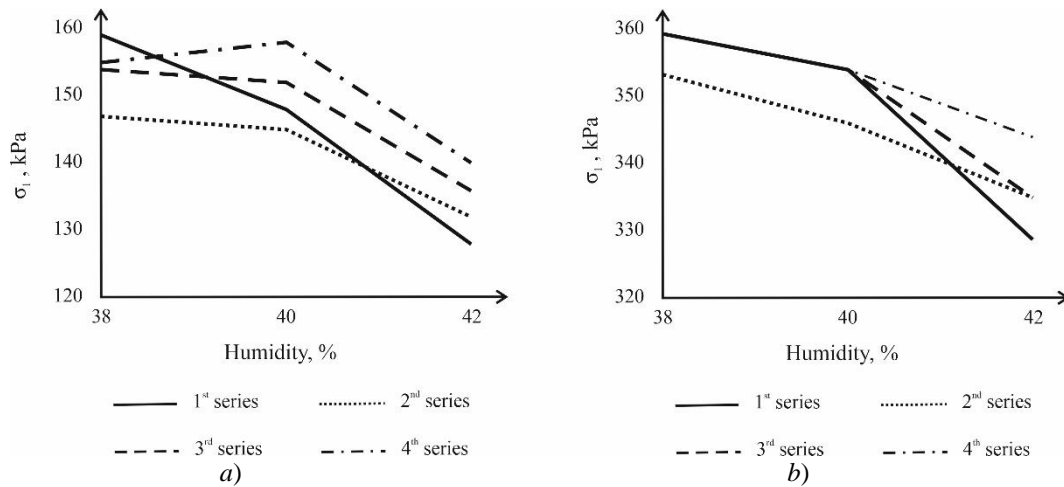 160
150
140
130
120
σ₁ , kPa
38 40 42
Humidity, %
1ˢᵗ series 2ⁿᵈ series
3ʳᵈ series 4ᵗʰ series
a)
360
350
340
330
320
σ₁ , kPa
38 40 42
Humidity, %
1ˢᵗ series 2ⁿᵈ series
3ʳᵈ series 4ᵗʰ series
b)